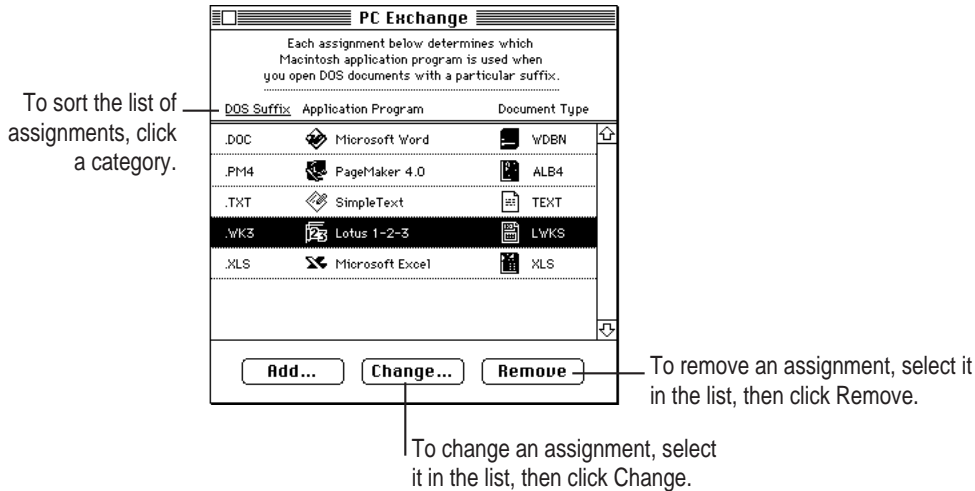 PC Exchange
Each assignment below determines which
Macintosh application program is used when
you open DOS documents with a particular suffix.
To sort the list of
assignments, click
a category.
DOS Suffix Application Program Document Type
.DOC Microsoft Word WDBN
.PM4 PageMaker 4.0 ALB4
.TXT SimpleText TEXT
.WK3 Lotus 1-2-3 LWKS
.XLS Microsoft Excel XLS
Add... Change... Remove
To remove an assignment, select it
in the list, then click Remove.
To change an assignment, select
it in the list, then click Change.